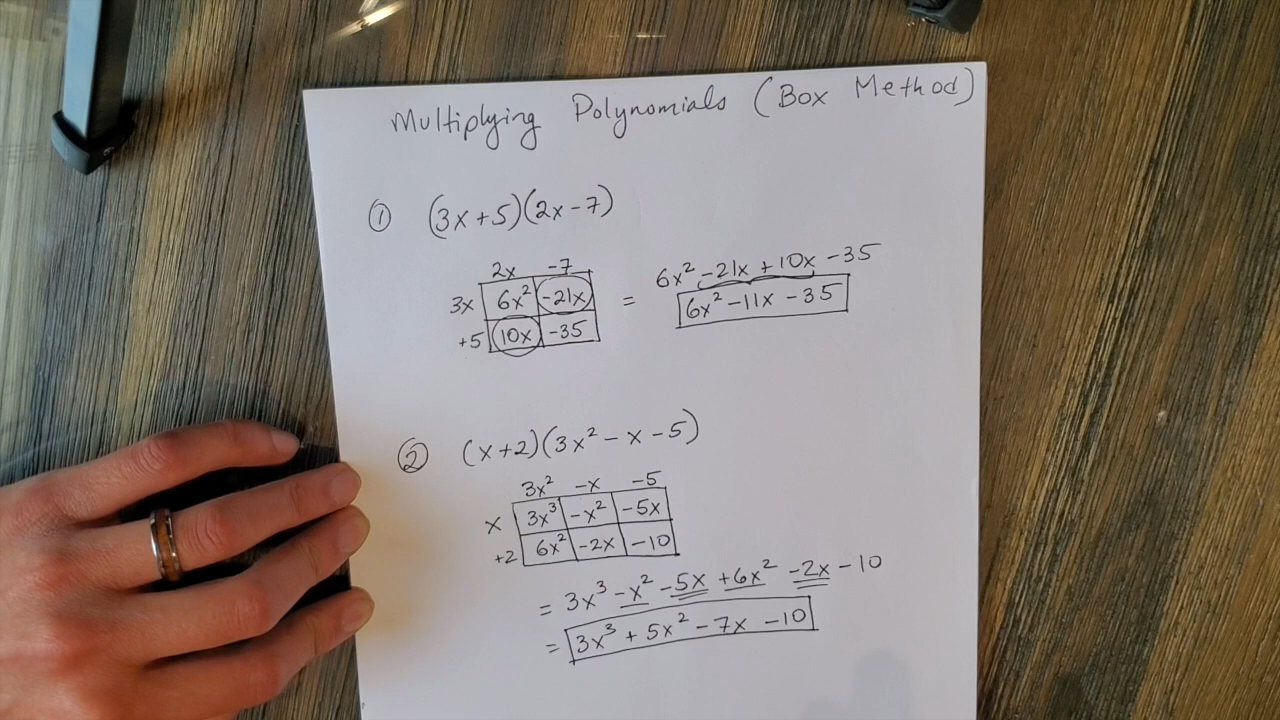 Multiplying Polynomials (Box Method)
① (3x+5)(2x-7)
2x -7
3x 6x² -21x
+5 10x -35
= 6x² -21x +10x -35
6x² -11x -35
② (x+2)(3x² - x - 5)
3x² -x -5
x 3x³ -x² -5x
+2 6x² -2x -10
= 3x³ -x² -5x +6x² -2x -10
= 3x³ + 5x² - 7x -10